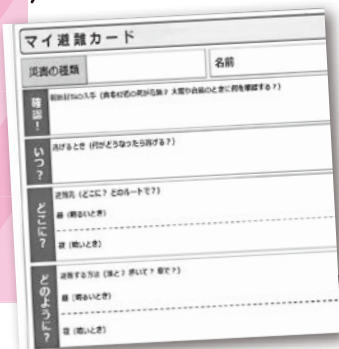 マイ避難カード
災害の種類
名前
確認!
いつ?
逃げるとき(何がどうなったら逃げる?)
どこに?
避難先(どこに? どのルートで?)
昼(明るいとき)
夜(暗いとき)
どのように?
避難する方法(誰と? 歩いて? 車で?)
昼(明るいとき)
夜(暗いとき)